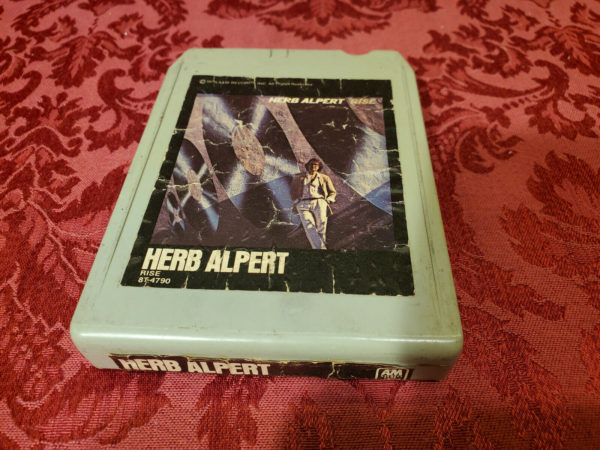 HERB ALPERT RISE
HERB ALPERT
RISE
8T-4790
HERB ALPERT
A&M